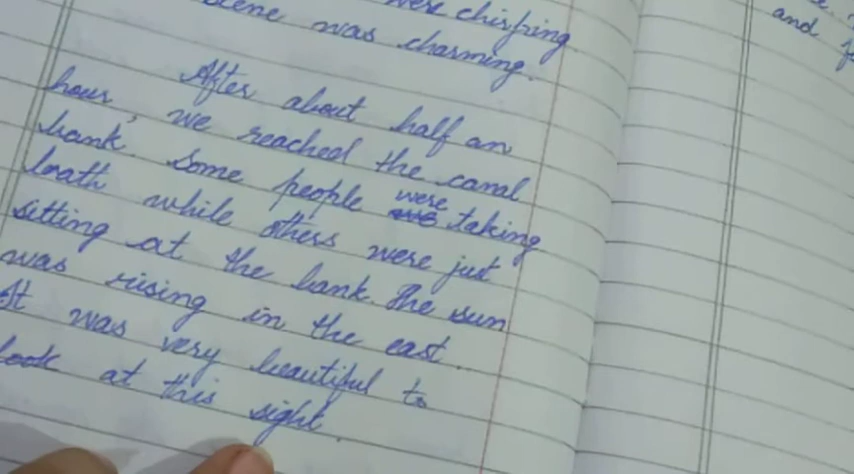 were chirping
scene was charming.
After about half an
hour, we reached the canal
bank. Some people were taking
bath while others were just
sitting at the bank. The sun
was rising in the east.
It was very beautiful to
look at this sight.
and